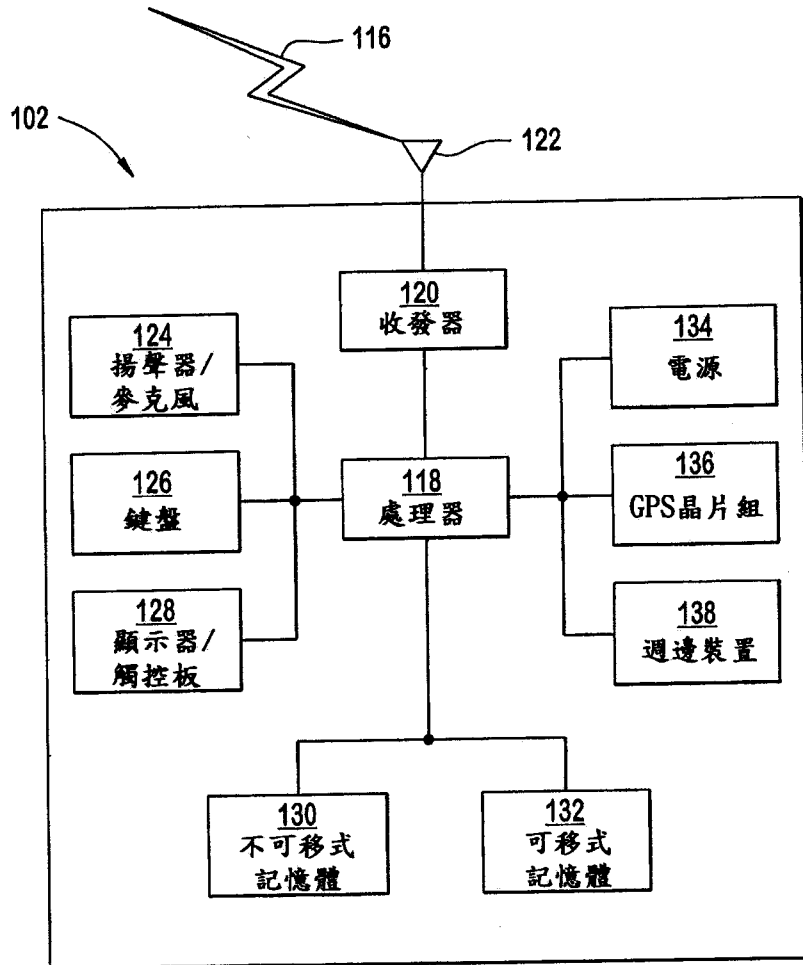 116
102
122
120
收發器
124
揚聲器/
麥克風
134
電源
126
鍵盤
118
處理器
136
GPS晶片組
128
顯示器/
觸控板
138
週邊裝置
130
不可移式
記憶體
132
可移式
記憶體